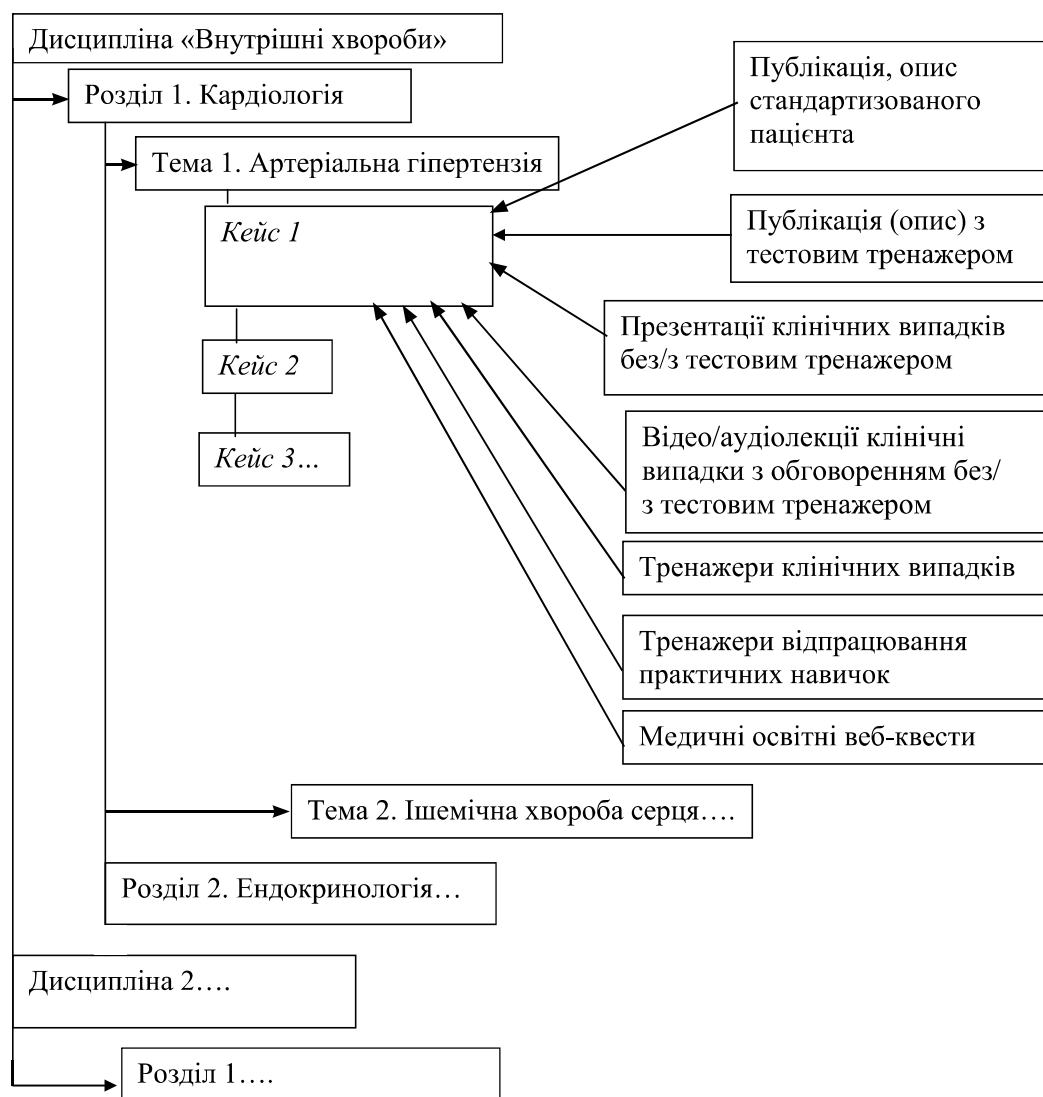 Дисципліна «Внутрішні хвороби»
Розділ 1. Кардіологія
Тема 1. Артеріальна гіпертензія
Кейс 1
Кейс 2
Кейс 3...
Публікація, опис
стандартизованого
пацієнта
Публікація (опис) з
тестовим тренажером
Презентації клінічних випадків
без/з тестовим тренажером
Відео/аудіолекції клінічні
випадки з обговоренням без/
з тестовим тренажером
Тренажери клінічних випадків
Тренажери відпрацювання
практичних навичок
Медичні освітні веб-квести
Тема 2. Ішемічна хвороба серця….
Розділ 2. Ендокринологія…
Дисципліна 2….
Розділ 1….